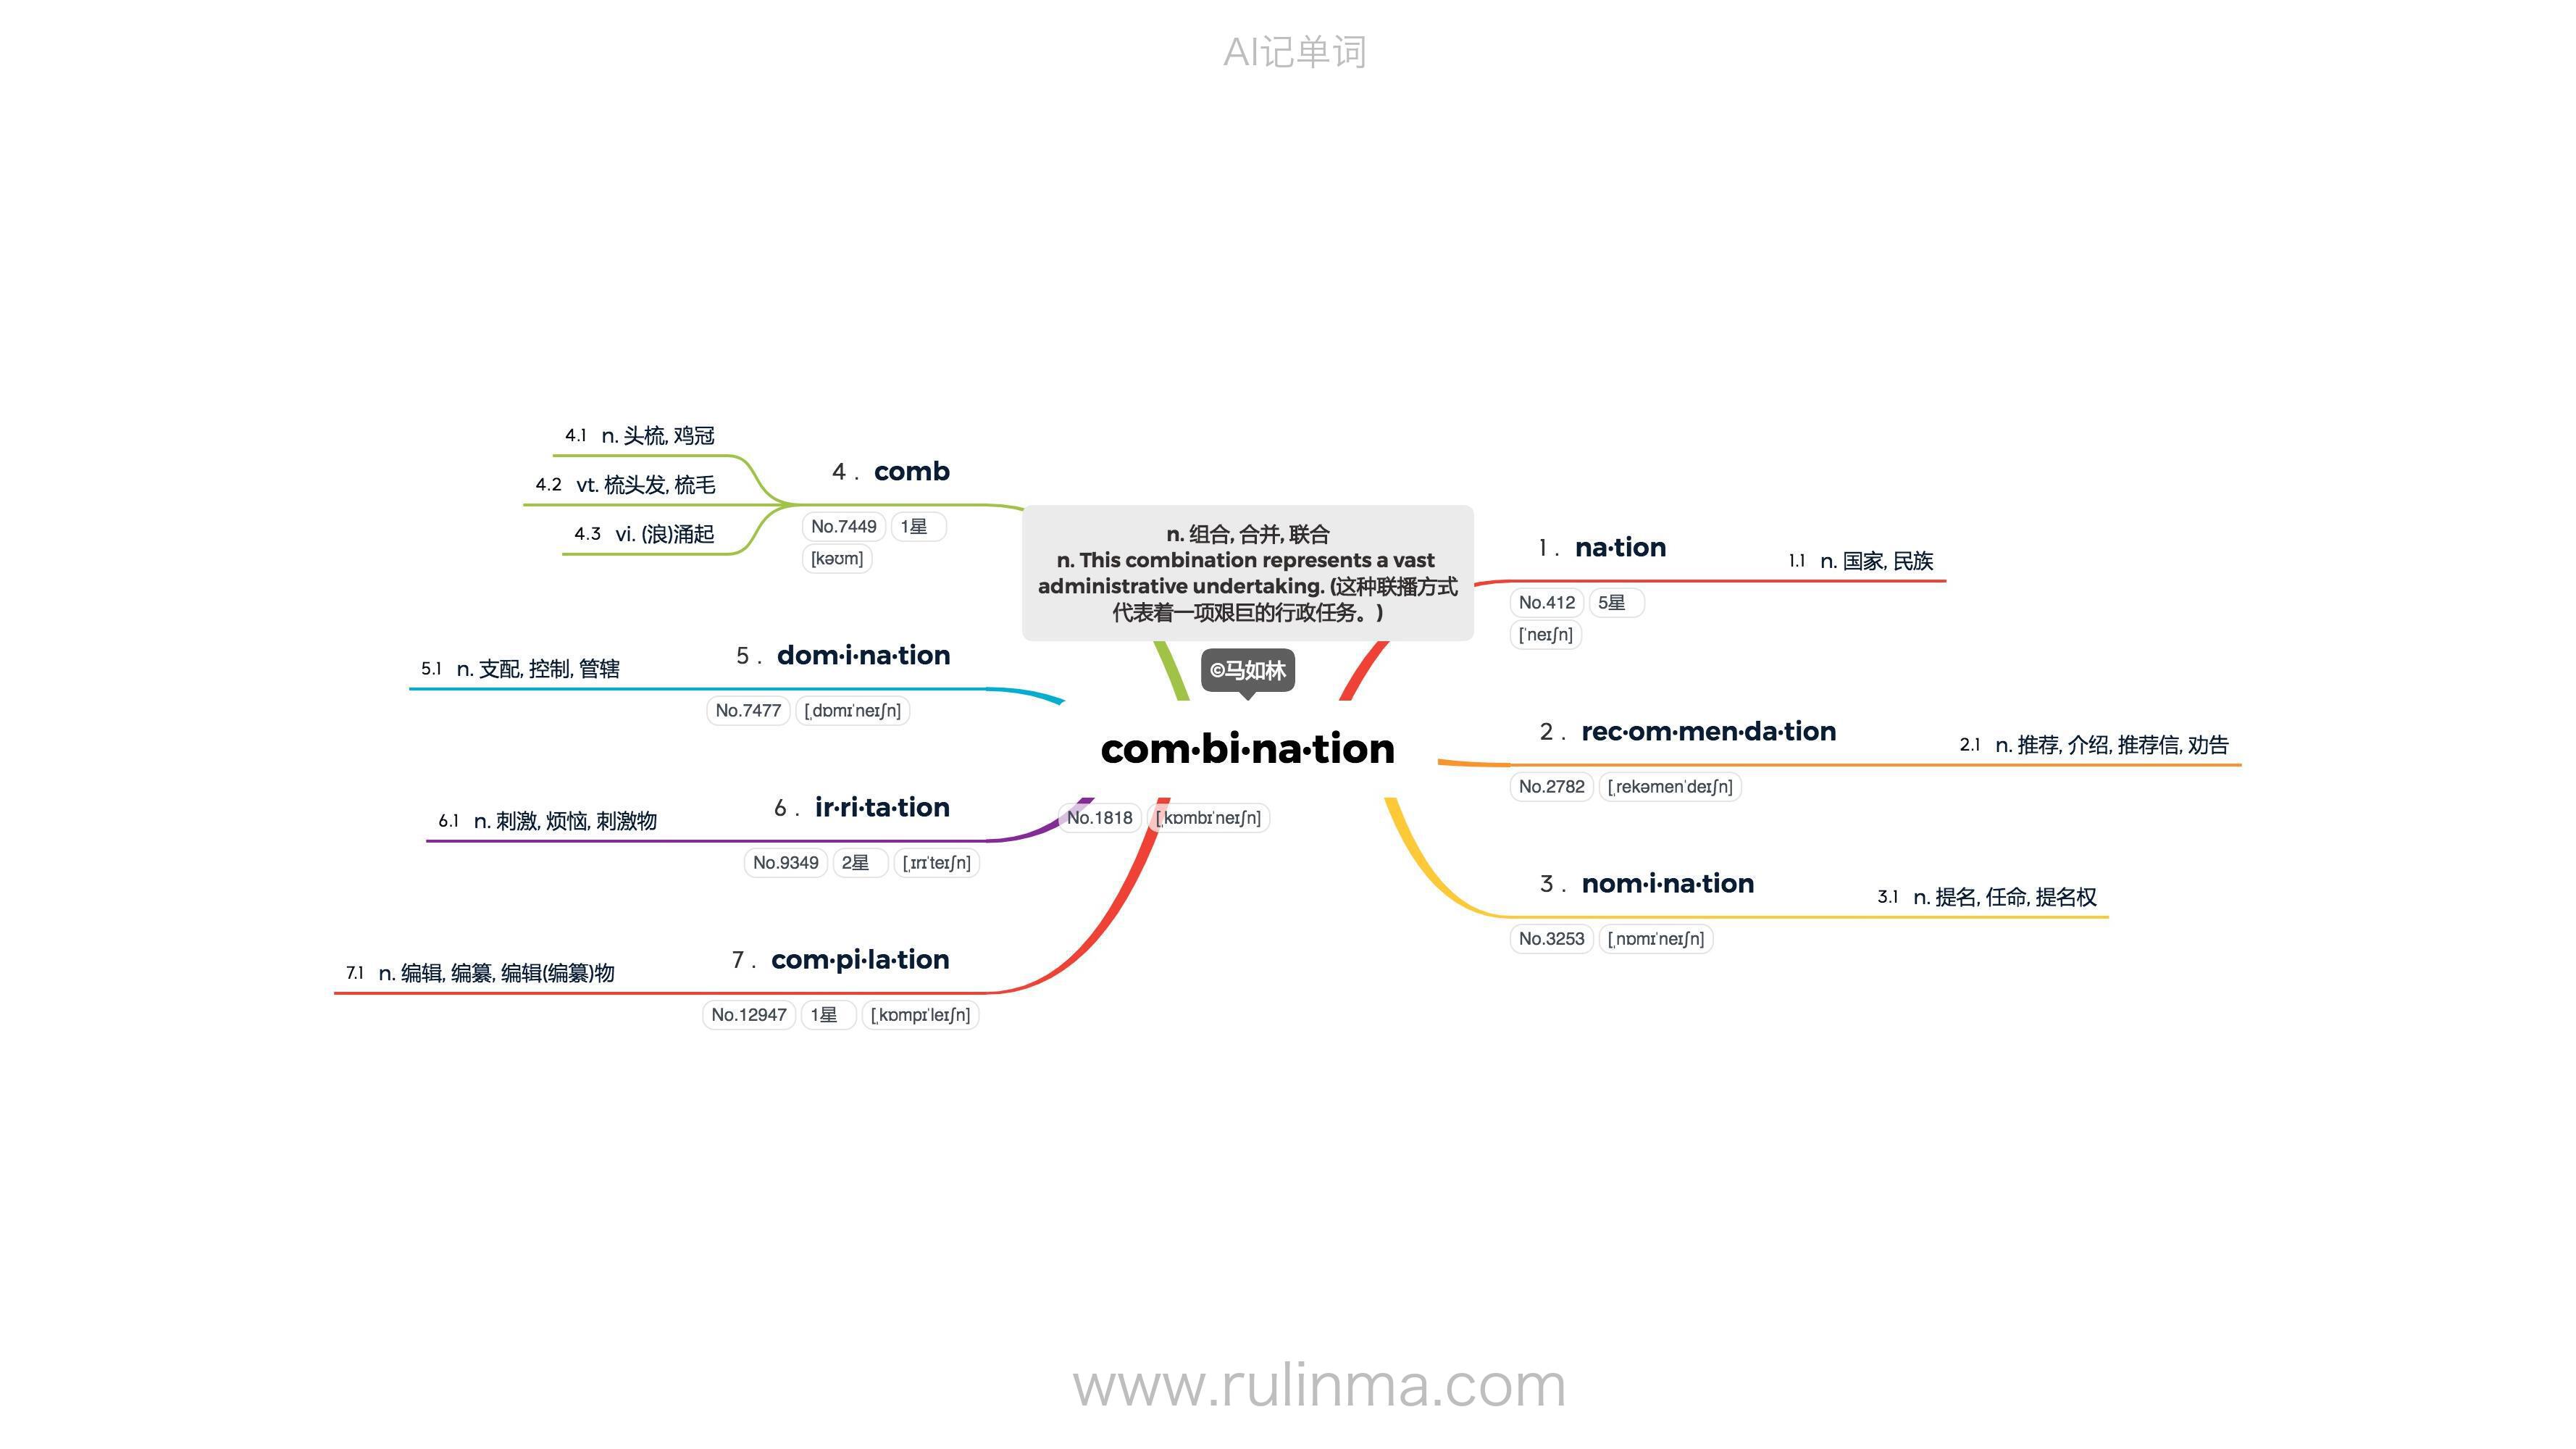 AI记单词
n. 组合, 合并, 联合
n. This combination represents a vast
administrative undertaking. (这种联播方式
代表着一项艰巨的行政任务。)
©马如林
com·bi·na·tion
No.1818 [ˌkɒmbɪˈneɪʃn]
1 . na·tion
1.1 n. 国家, 民族
No.412 5星
[ˈneɪʃn]
2 . rec·om·men·da·tion
2.1 n. 推荐, 介绍, 推荐信, 劝告
No.2782 [ˌrekəmenˈdeɪʃn]
3 . nom·i·na·tion
3.1 n. 提名, 任命, 提名权
No.3253 [ˌnɒmɪˈneɪʃn]
4 . comb
4.1 n. 头梳, 鸡冠
4.2 vt. 梳头发, 梳毛
4.3 vi. (浪)涌起
No.7449 1星
[kəʊm]
5 . dom·i·na·tion
5.1 n. 支配, 控制, 管辖
No.7477 [ˌdɒmɪˈneɪʃn]
6 . ir·ri·ta·tion
6.1 n. 刺激, 烦恼, 刺激物
No.9349 2星 [ˌɪrɪˈteɪʃn]
7 . com·pi·la·tion
7.1 n. 编辑, 编纂, 编辑(编纂)物
No.12947 1星 [ˌkɒmpɪˈleɪʃn]
www.rulinma.com